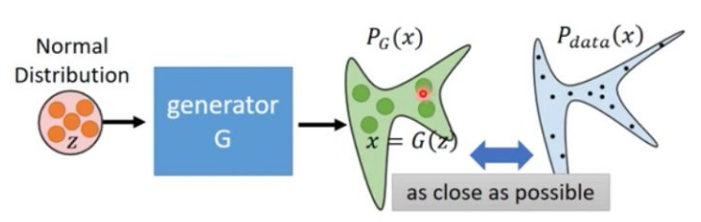 Normal
Distribution
z
generator
G
P_G(x)
x = G(z)
P_data(x)
as close as possible